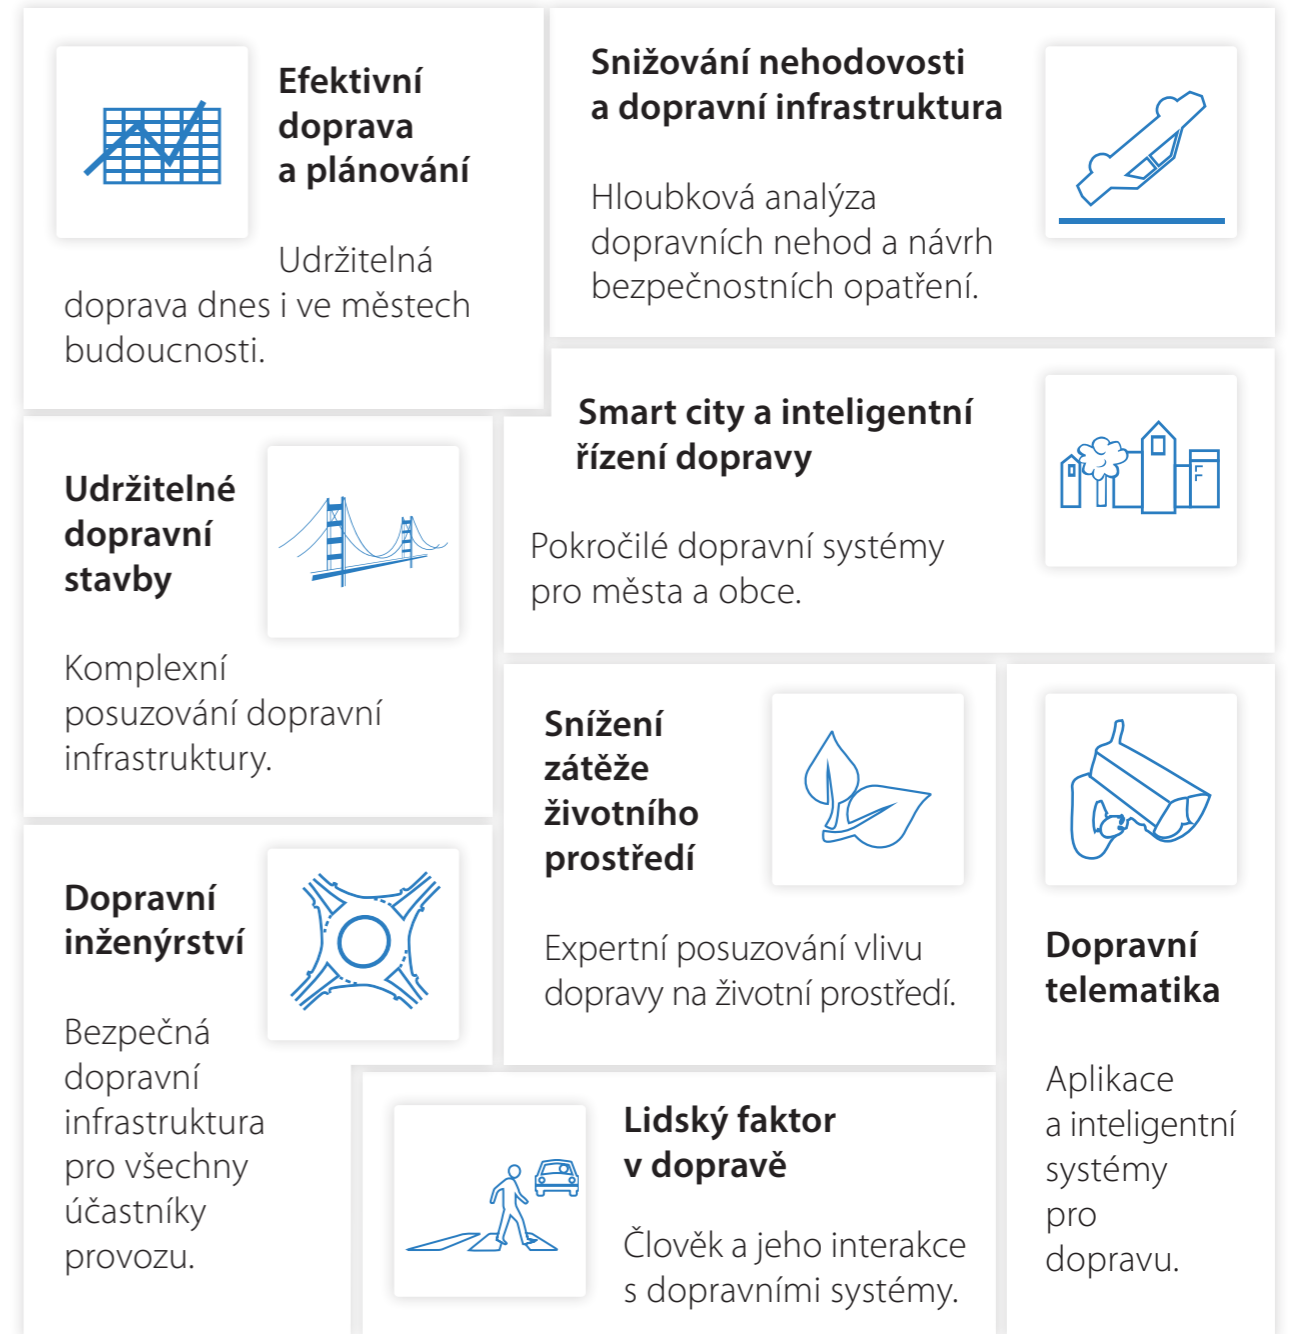 Efektivní
doprava
a plánování
Udržitelná
doprava dnes i ve městech
budoucnosti.
Snižování nehodovosti
a dopravní infrastruktura
Hloubková analýza
dopravních nehod a návrh
bezpečnostních opatření.
Smart city a inteligentní
řízení dopravy
Pokročilé dopravní systémy
pro města a obce.
Udržitelné
dopravní
stavby
Komplexní
posuzování dopravní
infrastruktury.
Snížení
zátěže
životního
prostředí
Expertní posuzování vlivu
dopravy na životní prostředí.
Dopravní
telematika
Aplikace
a inteligentní
systémy
pro
dopravu.
Dopravní
inženýrství
Bezpečná
dopravní
infrastruktura
pro všechny
účastníky
provozu.
Lidský faktor
v dopravě
Člověk a jeho interakce
s dopravními systémy.